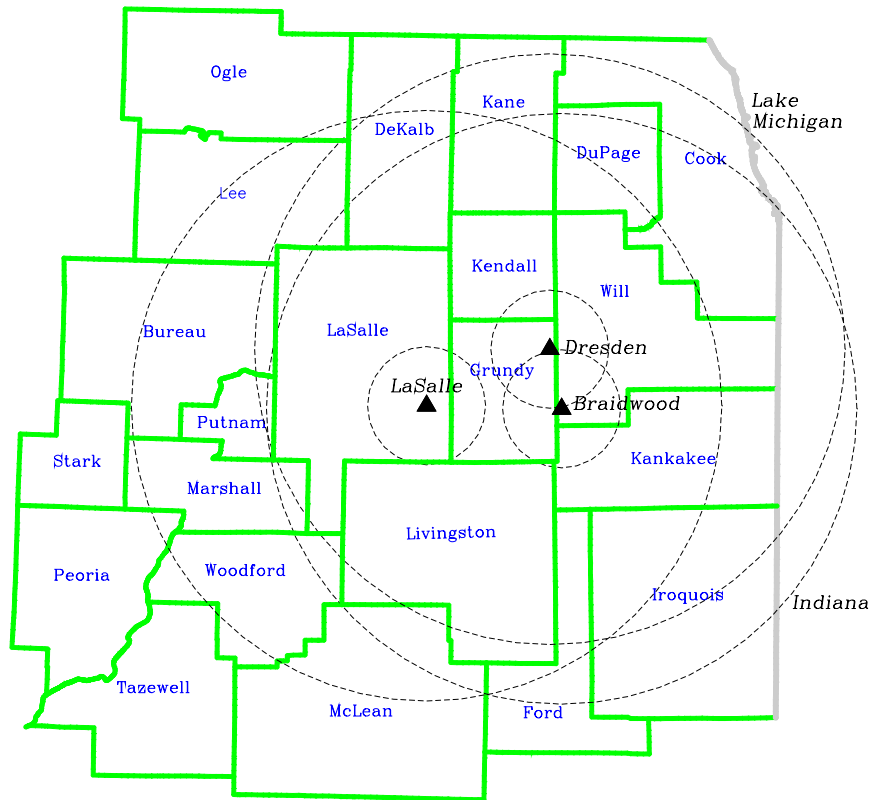 Ogle
Kane
Lake
Michigan
DeKalb
DuPage
Cook
Lee
Kendall
Will
Bureau
LaSalle
Dresden
Grundy
LaSalle
Braidwood
Putnam
Stark
Kankakee
Marshall
Livingston
Peoria
Woodford
Iroquois
Indiana
Tazewell
McLean
Ford